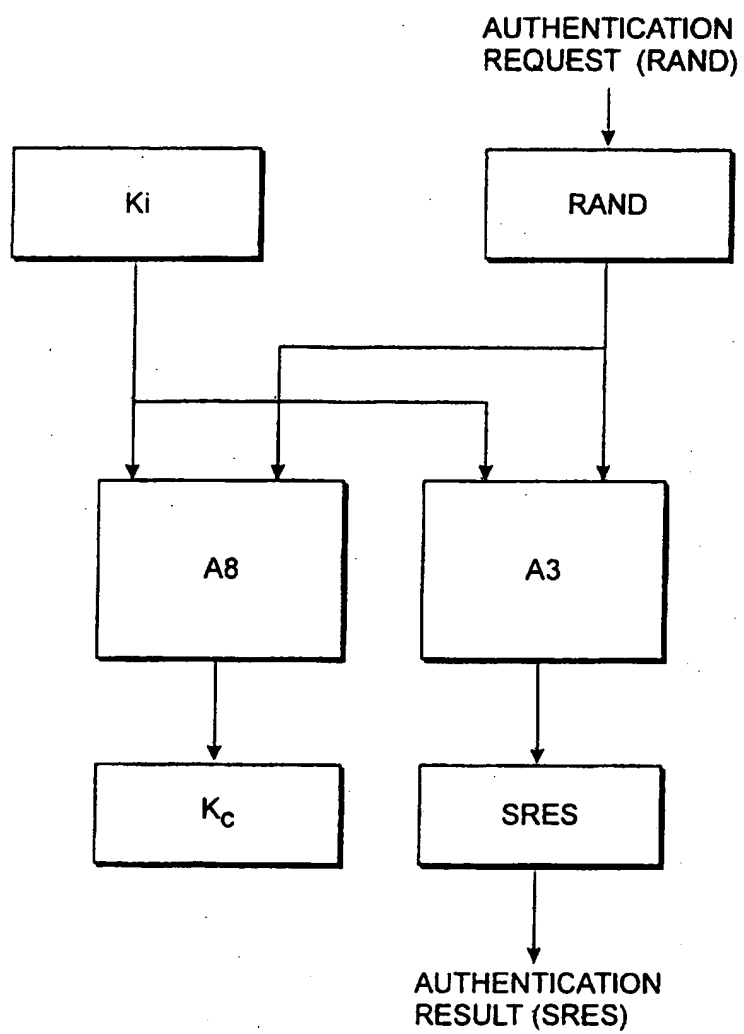 AUTHENTICATION
REQUEST (RAND)
Ki
RAND
A8
A3
Kc
SRES
AUTHENTICATION
RESULT (SRES)